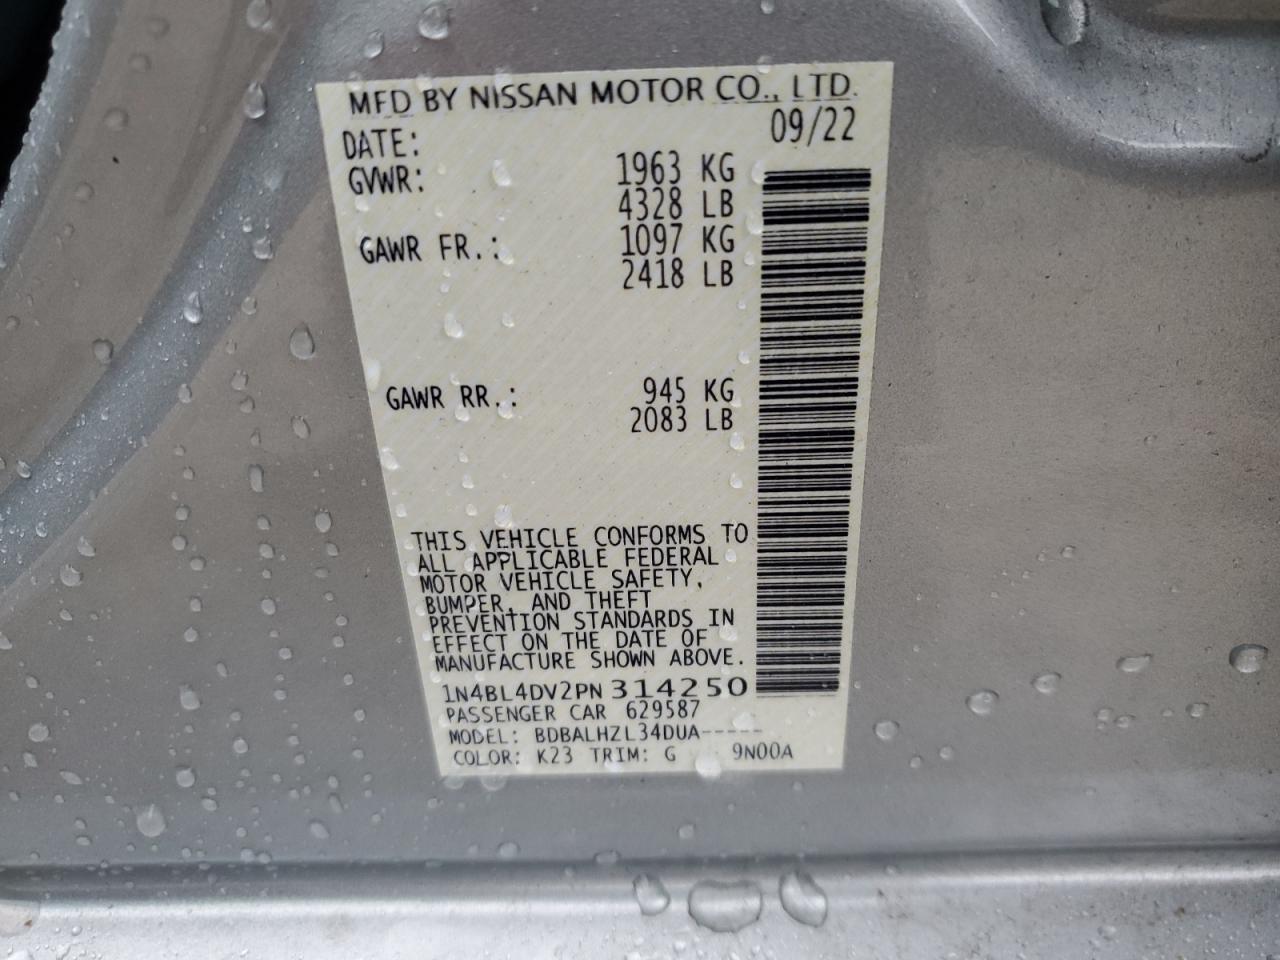 MFD BY NISSAN MOTOR CO., LTD.
DATE: 09/22
GVWR: 1963 KG
4328 LB
GAWR FR.: 1097 KG
2418 LB
GAWR RR.: 945 KG
2083 LB
THIS VEHICLE CONFORMS TO
ALL APPLICABLE FEDERAL
MOTOR VEHICLE SAFETY,
BUMPER, AND THEFT
PREVENTION STANDARDS IN
EFFECT ON THE DATE OF
MANUFACTURE SHOWN ABOVE.
1N4BL4DV2PN314250
PASSENGER CAR 629587
MODEL: BDBALHZL34DUA-----
COLOR: K23 TRIM: G 9N00A